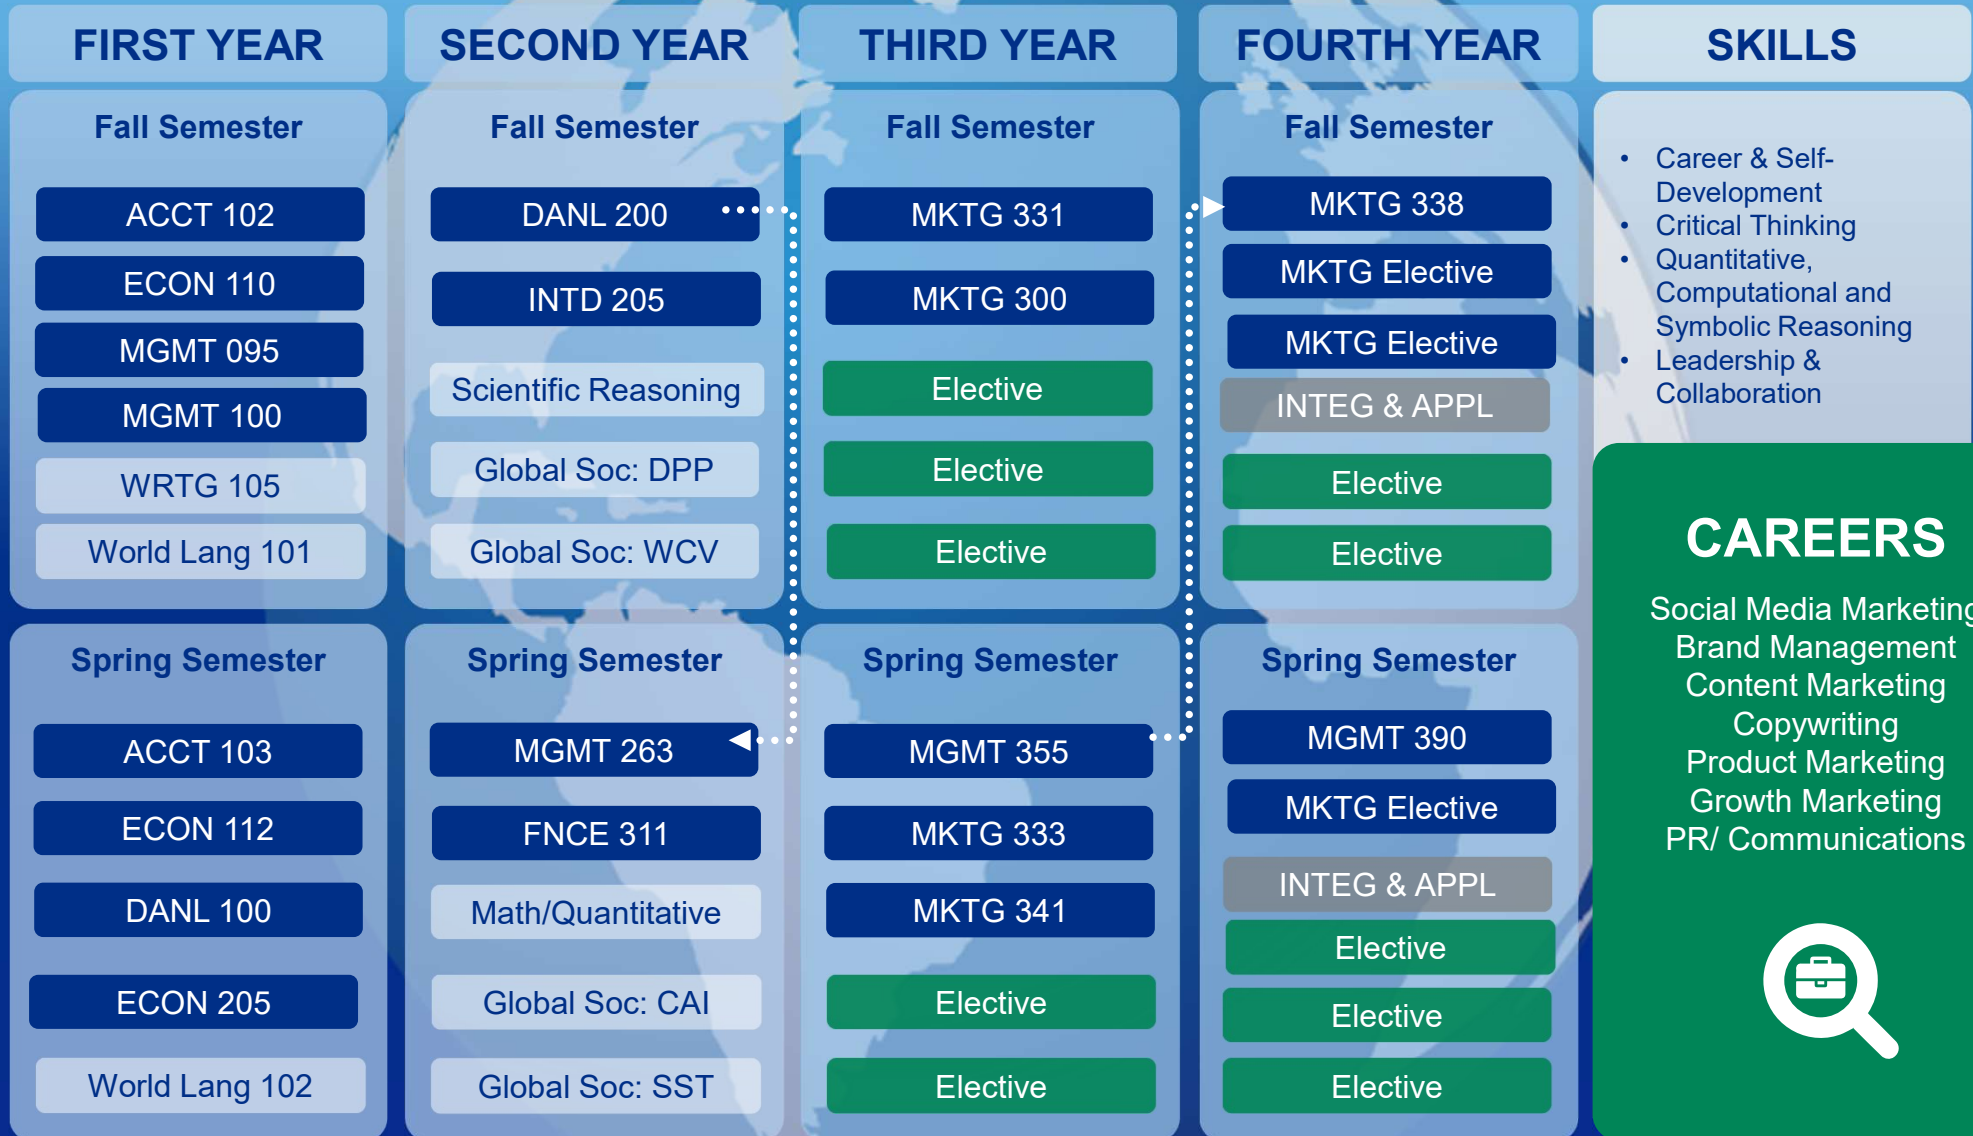 FIRST YEAR
Fall Semester
ACCT 102
ECON 110
MGMT 095
MGMT 100
WRTG 105
World Lang 101
Spring Semester
ACCT 103
ECON 112
DANL 100
ECON 205
World Lang 102
SECOND YEAR
Fall Semester
DANL 200
INTD 205
Scientific Reasoning
Global Soc: DPP
Global Soc: WCV
Spring Semester
MGMT 263
FNCE 311
Math/Quantitative
Global Soc: CAI
Global Soc: SST
THIRD YEAR
Fall Semester
MKTG 331
MKTG 300
Elective
Elective
Elective
Spring Semester
MGMT 355
MKTG 333
MKTG 341
Elective
Elective
FOURTH YEAR
Fall Semester
MKTG 338
MKTG Elective
MKTG Elective
INTEG & APPL
Elective
Elective
Spring Semester
MGMT 390
MKTG Elective
INTEG & APPL
Elective
Elective
Elective
SKILLS
• Career & Self-
Development
• Critical Thinking
• Quantitative,
Computational and
Symbolic Reasoning
• Leadership &
Collaboration
CAREERS
Social Media Marketing
Brand Management
Content Marketing
Copywriting
Product Marketing
Growth Marketing
PR/ Communications